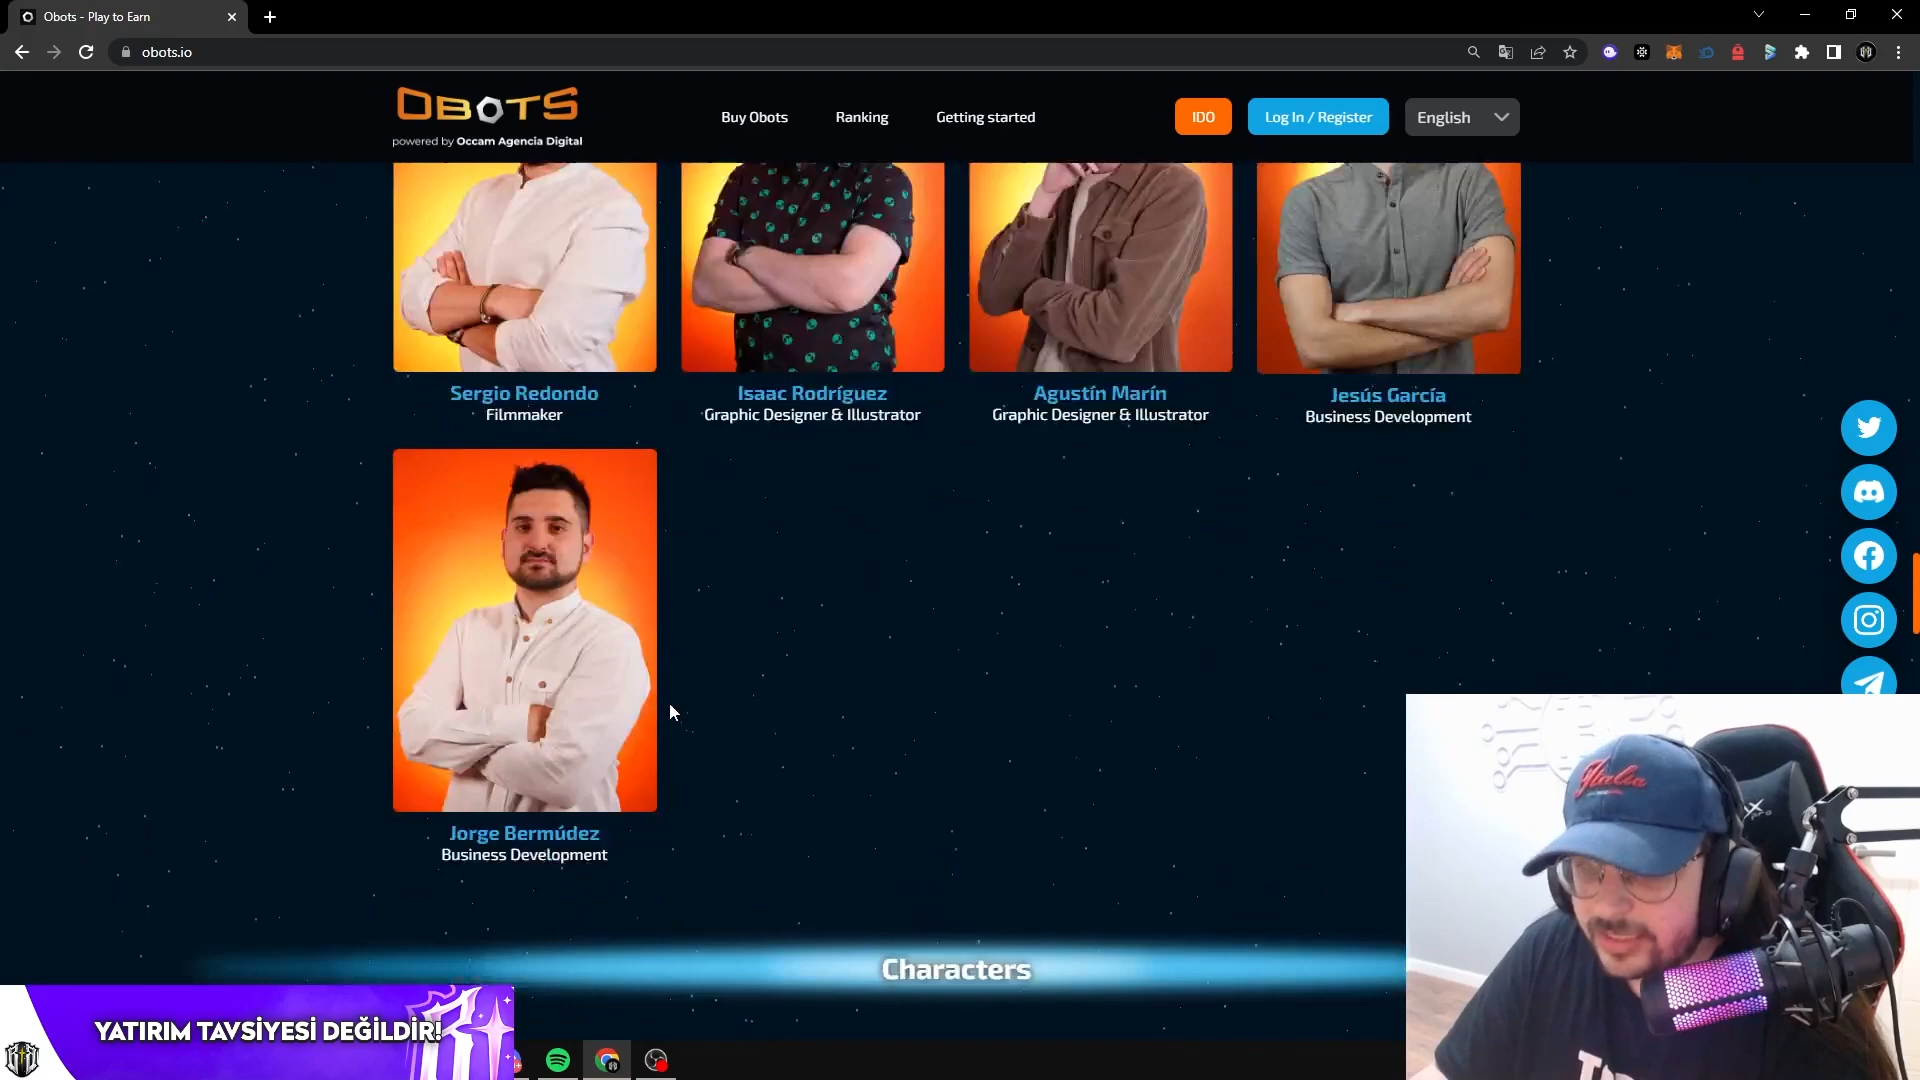 Obots - Play to Earn
obots.io
OBOTS
powered by Occam Agencia Digital
Buy Obots
Ranking
Getting started
IDO
Log In / Register
English
Sergio Redondo
Filmmaker
Isaac Rodríguez
Graphic Designer & Illustrator
Agustín Marín
Graphic Designer & Illustrator
Jesús García
Business Development
Jorge Bermúdez
Business Development
Characters
Italia
YATIRIM TAVSİYESİ DEĞİLDİR!